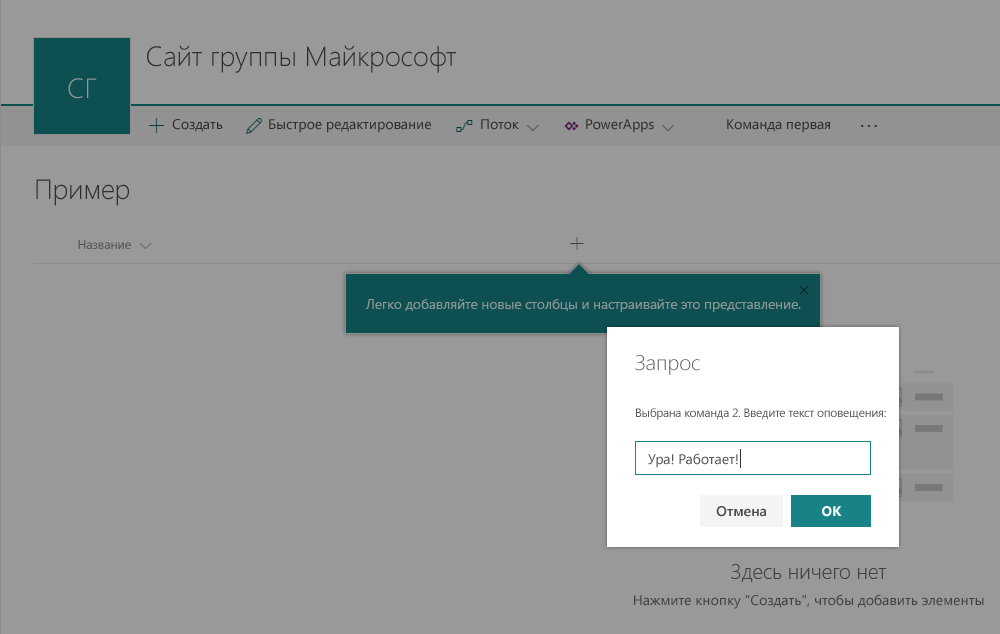 СГ
Сайт группы Майкрософт
Создать
Быстрое редактирование
Поток
PowerApps
Команда первая
...
Пример
Название
Легко добавляйте новые столбцы и настраивайте это представление.
Запрос
Выбрана команда 2. Введите текст оповещения:
Ура! Работает!
Отмена
ОК
Здесь ничего нет
Нажмите кнопку "Создать", чтобы добавить элементы